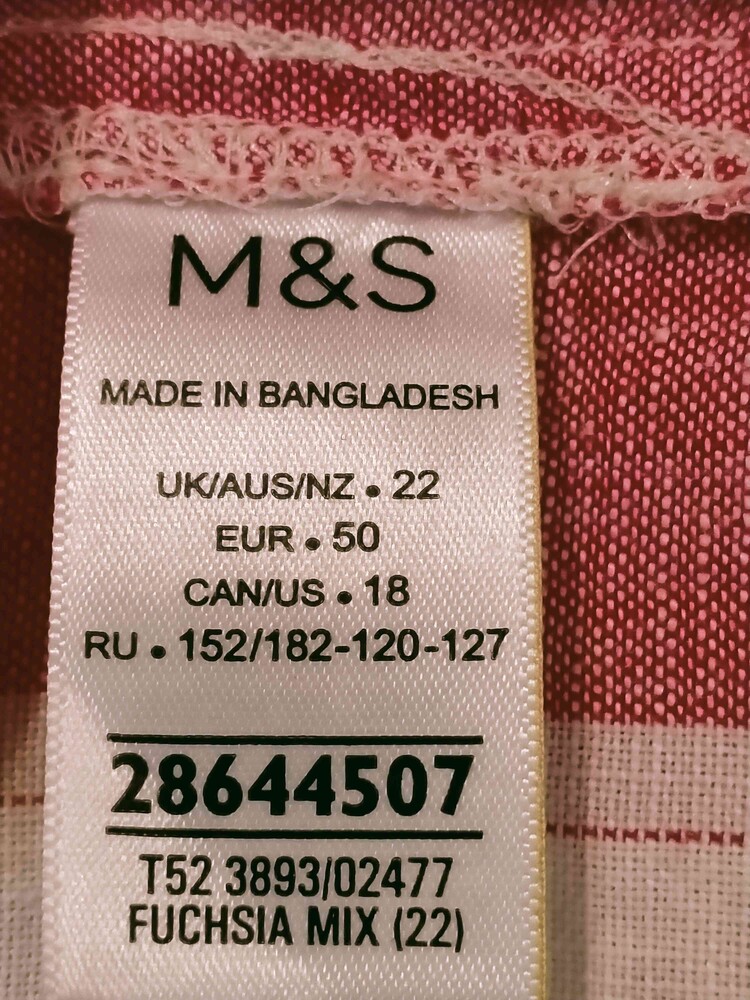 M&S
MADE IN BANGLADESH
UK/AUS/NZ • 22
EUR • 50
CAN/US • 18
RU • 152/182-120-127
28644507
T52 3893/02477
FUCHSIA MIX (22)